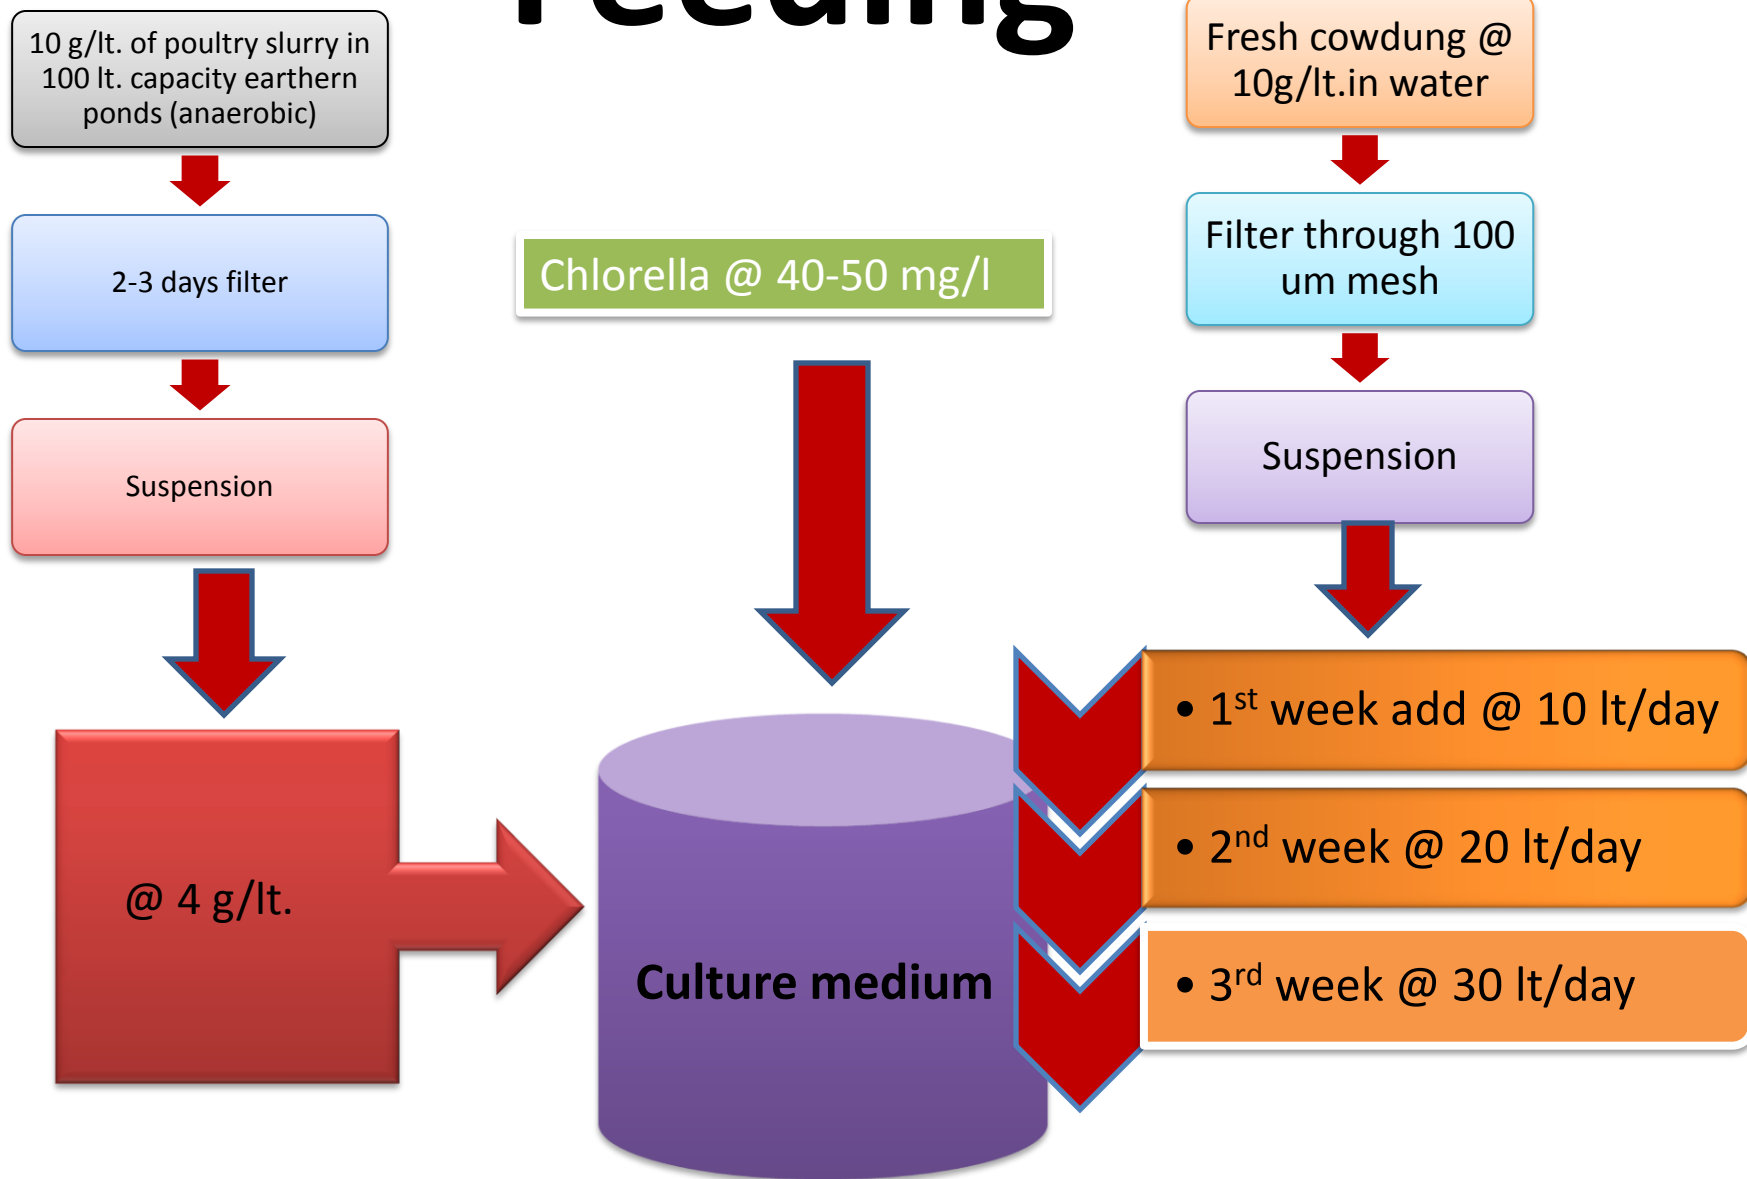 Feeding
10 g/lt. of poultry slurry in
100 lt. capacity earthern
ponds (anaerobic)
2-3 days filter
Suspension
@ 4 g/lt.
Chlorella @ 40-50 mg/l
Culture medium
Fresh cowdung @
10g/lt.in water
Filter through 100
um mesh
Suspension
• 1st week add @ 10 lt/day
• 2nd week @ 20 lt/day
• 3rd week @ 30 lt/day